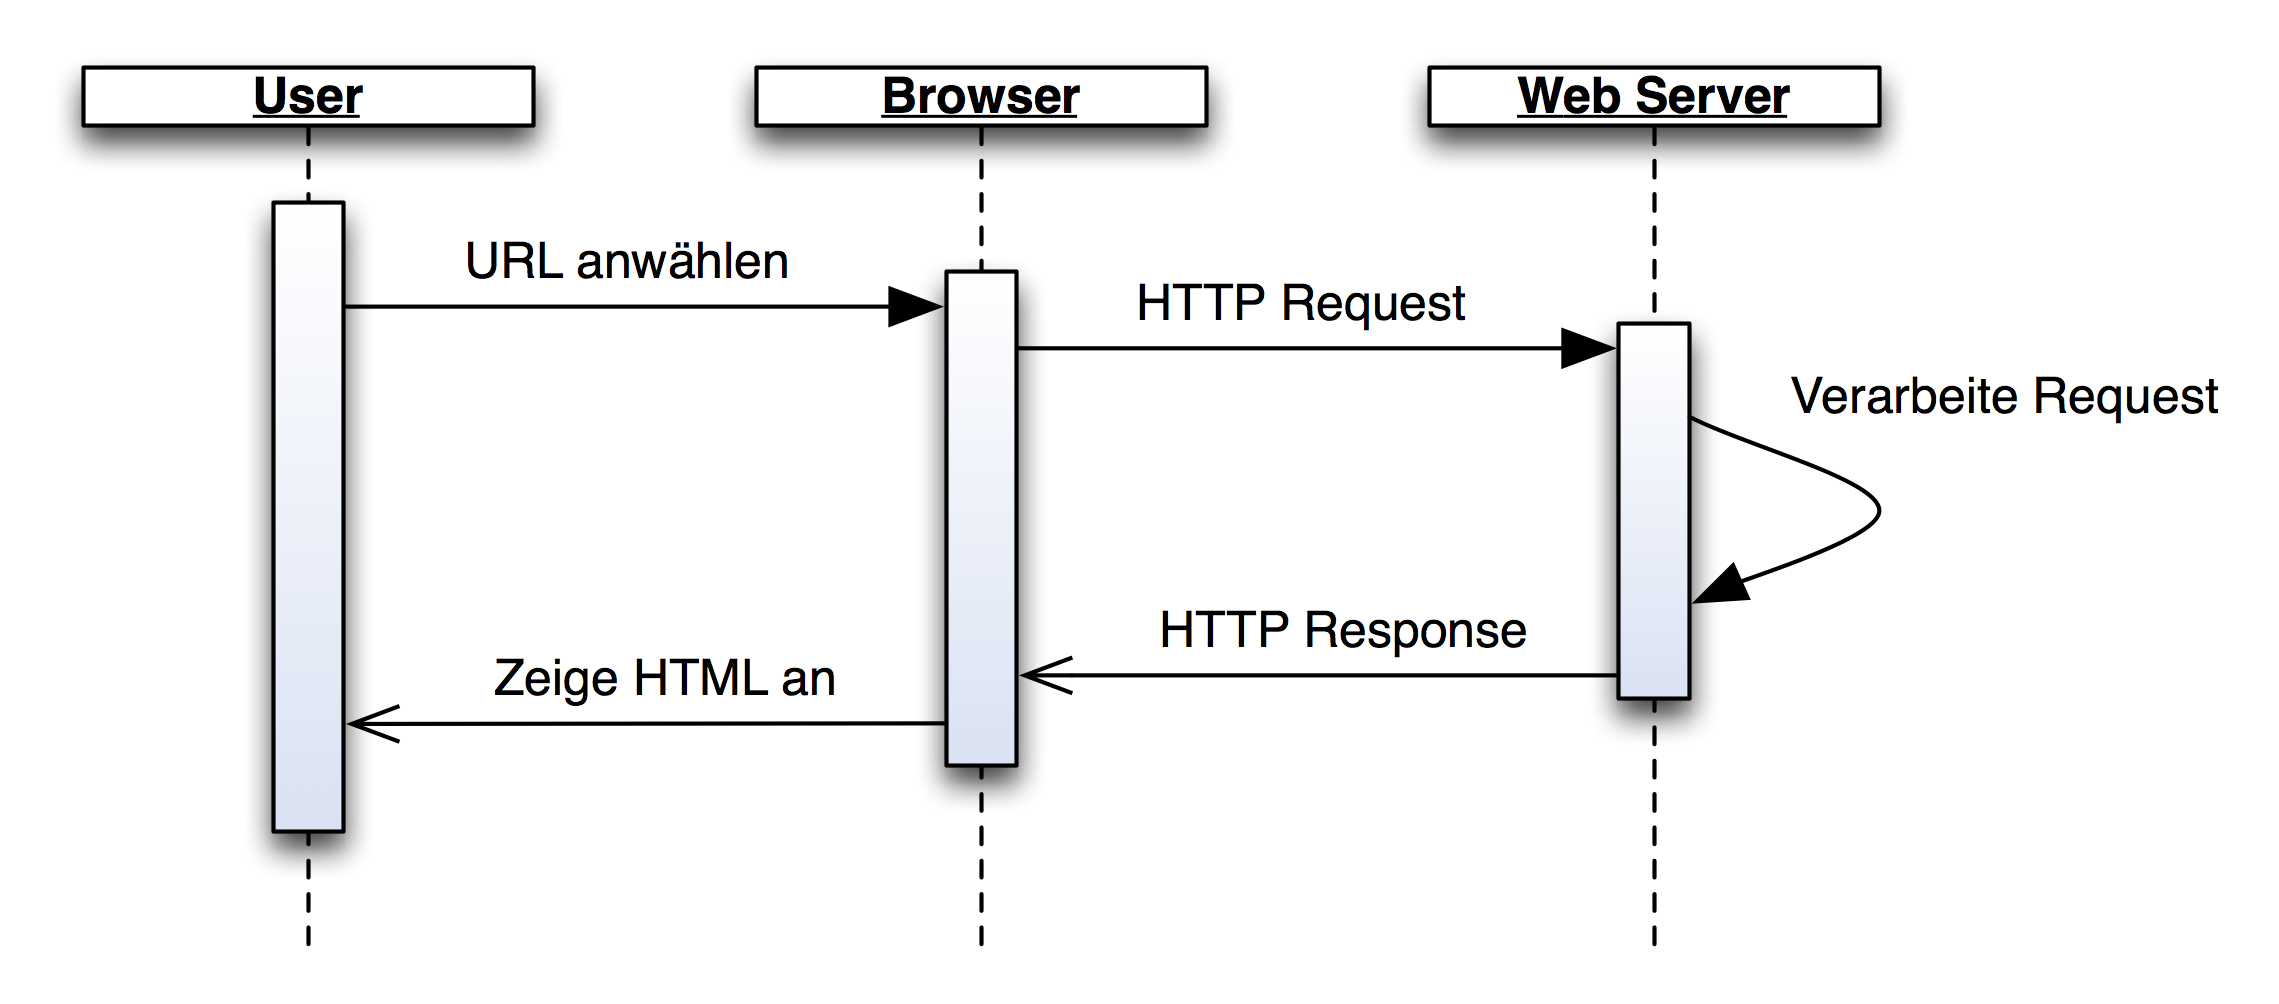 User
Browser
Web Server
URL anwählen
HTTP Request
Verarbeite Request
HTTP Response
Zeige HTML an